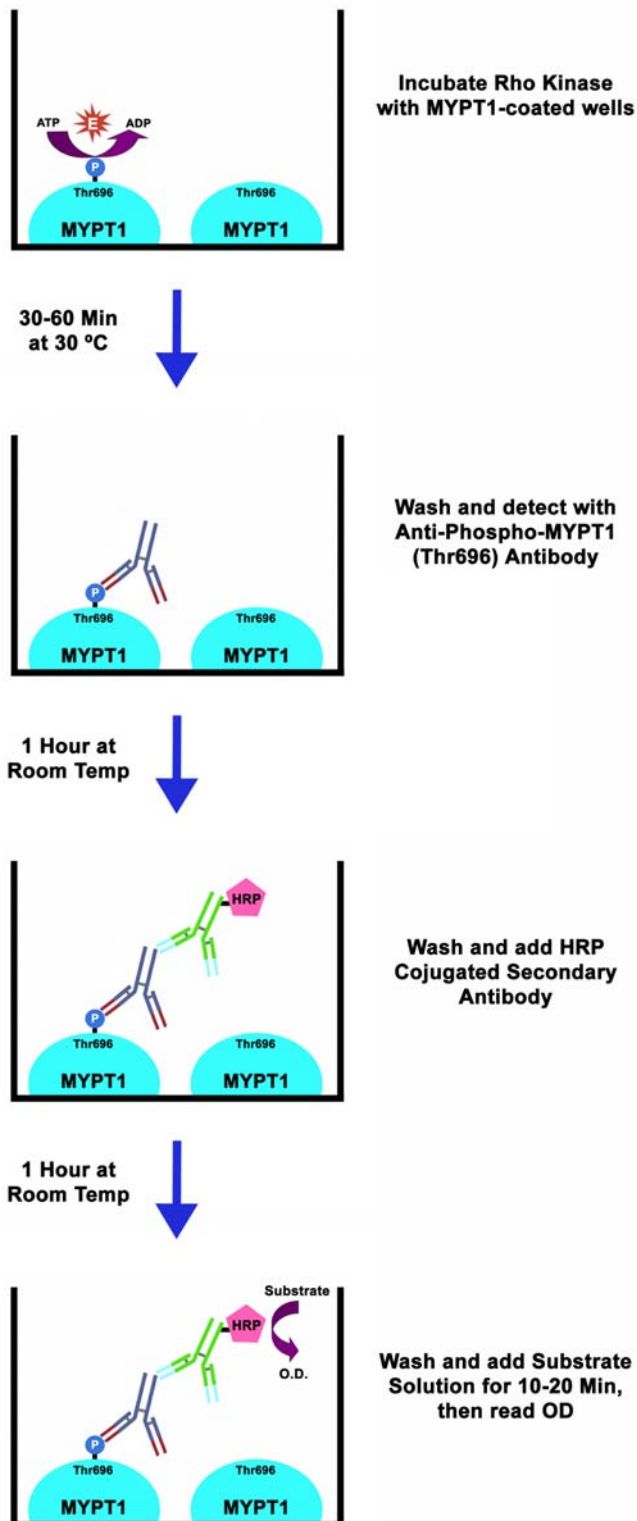 Incubate Rho Kinase
with MYPT1-coated wells
ATP
E
ADP
P
Thr696
Thr696
MYPT1
MYPT1
30-60 Min
at 30 ºC
Wash and detect with
Anti-Phospho-MYPT1
(Thr696) Antibody
P
Thr696
Thr696
MYPT1
MYPT1
1 Hour at
Room Temp
HRP
Wash and add HRP
Cojugated Secondary
Antibody
P
Thr696
Thr696
MYPT1
MYPT1
1 Hour at
Room Temp
Substrate
HRP
O.D.
Wash and add Substrate
Solution for 10-20 Min,
then read OD
P
Thr696
Thr696
MYPT1
MYPT1